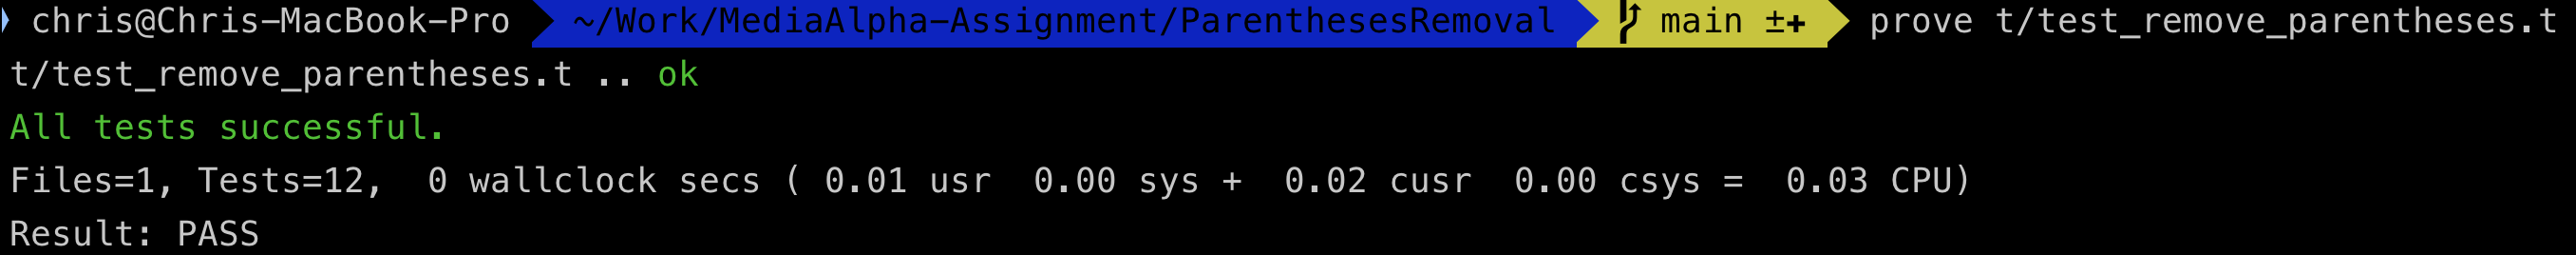 chris@Chris-MacBook-Pro ~/Work/MediaAlpha-Assignment/ParenthesesRemoval main ±✚ prove t/test_remove_parentheses.t
t/test_remove_parentheses.t .. ok
All tests successful.
Files=1, Tests=12,  0 wallclock secs ( 0.01 usr  0.00 sys +  0.02 cusr  0.00 csys =  0.03 CPU)
Result: PASS